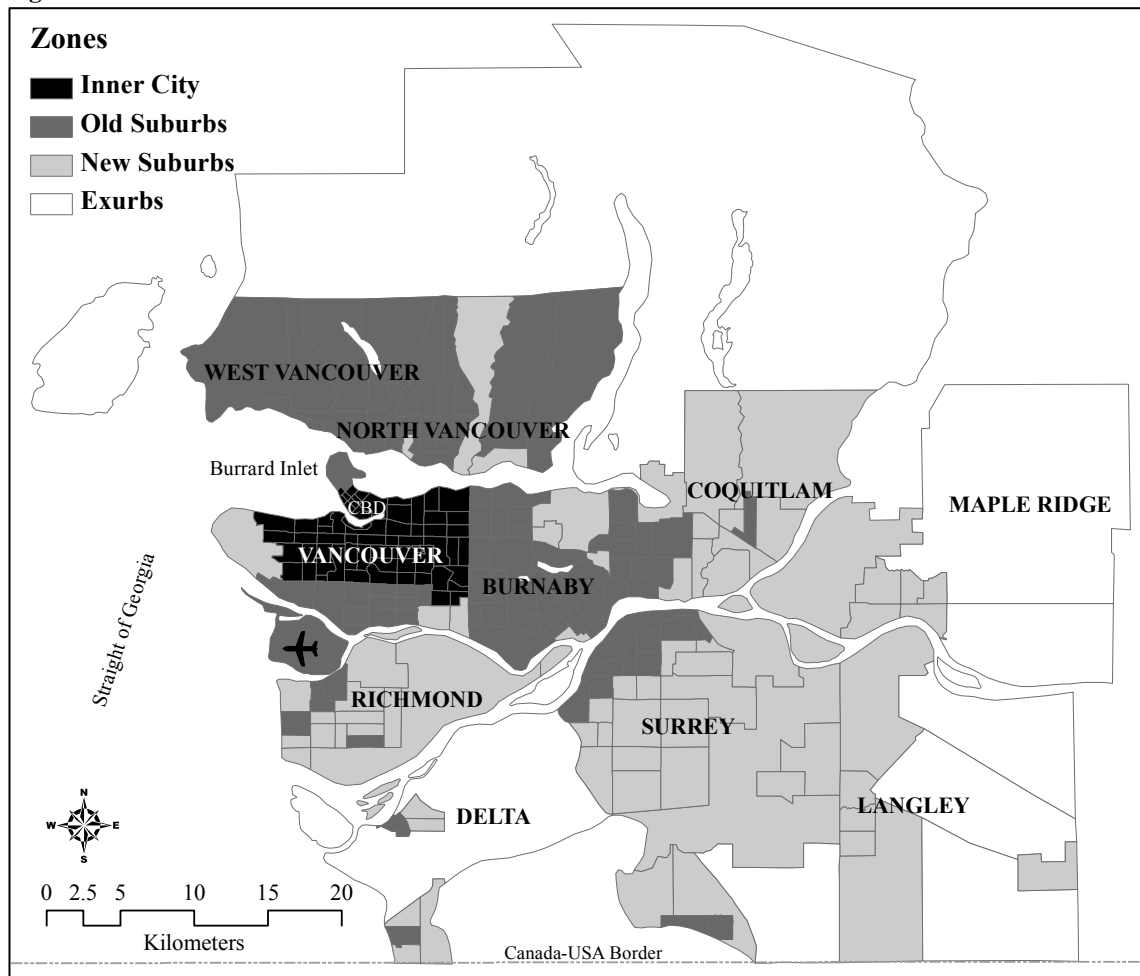 Zones
Inner City
Old Suburbs
New Suburbs
Exurbs
WEST VANCOUVER
NORTH VANCOUVER
Burrard Inlet
COQUITLAM
CBD
MAPLE RIDGE
VANCOUVER
BURNABY
Straight of Georgia
RICHMOND
SURREY
LANGLEY
DELTA
N
W E
S
0 2.5 5 10 15 20
Kilometers
Canada-USA Border